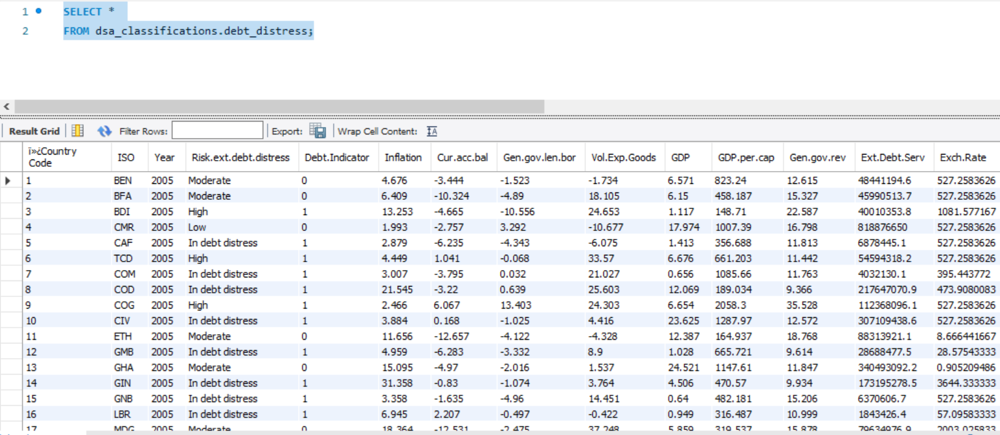 1 SELECT *
2 FROM dsa_classifications.debt_distress;
Result Grid Filter Rows: Export: Wrap Cell Content: IA
ï»¿Country Code ISO Year Risk.ext.debt.distress Debt.Indicator Inflation Cur.acc.bal Gen.gov.len.bor Vol.Exp.Goods GDP GDP.per.cap Gen.gov.rev Ext.Debt.Serv Exch.Rate
1 BEN 2005 Moderate 0 4.676 -3.444 -1.523 -1.734 6.571 823.24 12.615 48441194.6 527.2583626
2 BFA 2005 Moderate 0 6.409 -10.324 -4.89 18.105 6.15 458.187 15.327 45990513.7 527.2583626
3 BDI 2005 High 1 13.253 -4.665 -10.556 24.653 1.117 148.71 22.587 40010353.8 1081.577167
4 CMR 2005 Low 0 1.993 -2.757 3.292 -10.677 17.974 1007.39 16.798 818876650 527.2583626
5 CAF 2005 In debt distress 1 2.879 -6.235 -4.343 -6.075 1.413 356.688 11.813 6878445.1 527.2583626
6 TCD 2005 High 1 4.449 1.041 -0.068 33.57 6.676 661.203 11.442 54594318.2 527.2583626
7 COM 2005 In debt distress 1 3.007 -3.795 0.032 21.027 0.656 1085.66 11.763 4032130.1 395.443772
8 COD 2005 In debt distress 1 21.545 -3.22 0.639 25.603 12.069 189.034 9.366 217647070.9 473.9080083
9 COG 2005 High 1 2.466 6.067 13.403 24.303 6.654 2058.3 35.528 112368096.1 527.2583626
10 CIV 2005 In debt distress 1 3.884 0.168 -1.025 4.416 23.625 1287.97 12.572 307109438.6 527.2583626
11 ETH 2005 Moderate 0 11.656 -12.657 -4.122 -4.328 12.387 164.937 18.768 88313921.1 8.666441667
12 GMB 2005 In debt distress 1 4.959 -6.283 -3.332 8.9 1.028 665.721 9.614 28688477.5 28.57543333
13 GHA 2005 Moderate 0 15.095 -4.97 -2.016 1.537 24.521 1147.61 11.847 340493092.2 0.905209486
14 GIN 2005 In debt distress 1 31.358 -0.83 -1.074 3.764 4.506 470.57 9.934 173195278.5 3644.333333
15 GNB 2005 In debt distress 1 3.358 -1.635 -4.96 14.451 0.64 482.181 15.206 6370606.7 527.2583626
16 LBR 2005 In debt distress 1 6.945 2.207 -0.497 -0.422 0.949 316.487 10.999 1843426.4 57.09583333
17 MDG 2005 Moderate 0 18.364 -12.531 -2.475 37.248 5.859 319.537 15.878 79634976.9 2003.025833